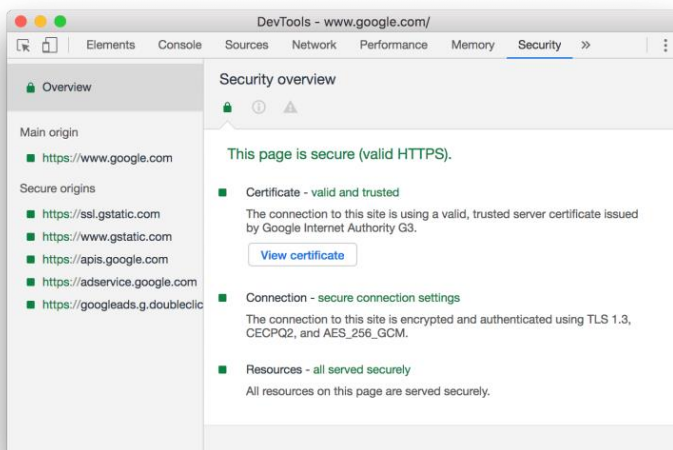 DevTools - www.google.com/
Elements Console Sources Network Performance Memory Security »
Overview
Main origin
https://www.google.com
Secure origins
https://ssl.gstatic.com
https://www.gstatic.com
https://apis.google.com
https://adservice.google.com
https://googleads.g.doubleclic
Security overview
This page is secure (valid HTTPS).
Certificate - valid and trusted
The connection to this site is using a valid, trusted server certificate issued
by Google Internet Authority G3.
View certificate
Connection - secure connection settings
The connection to this site is encrypted and authenticated using TLS 1.3,
CECPQ2, and AES_256_GCM.
Resources - all served securely
All resources on this page are served securely.